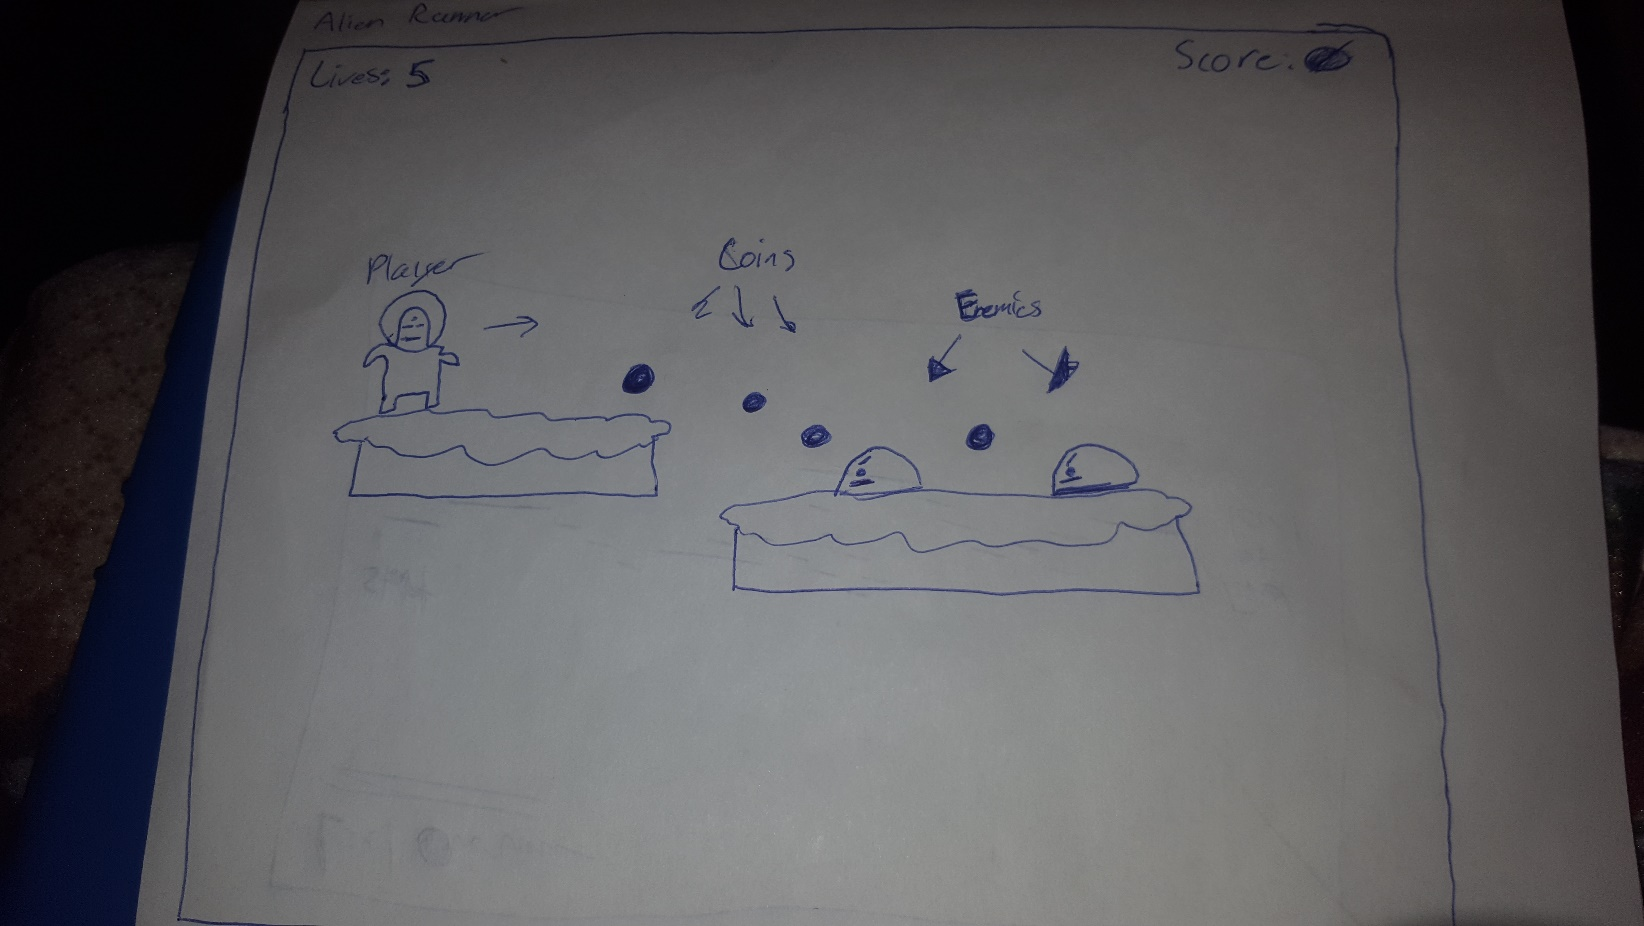 Alien Runner
Lives: 5
Score: 0
Player
Coins
Enemies